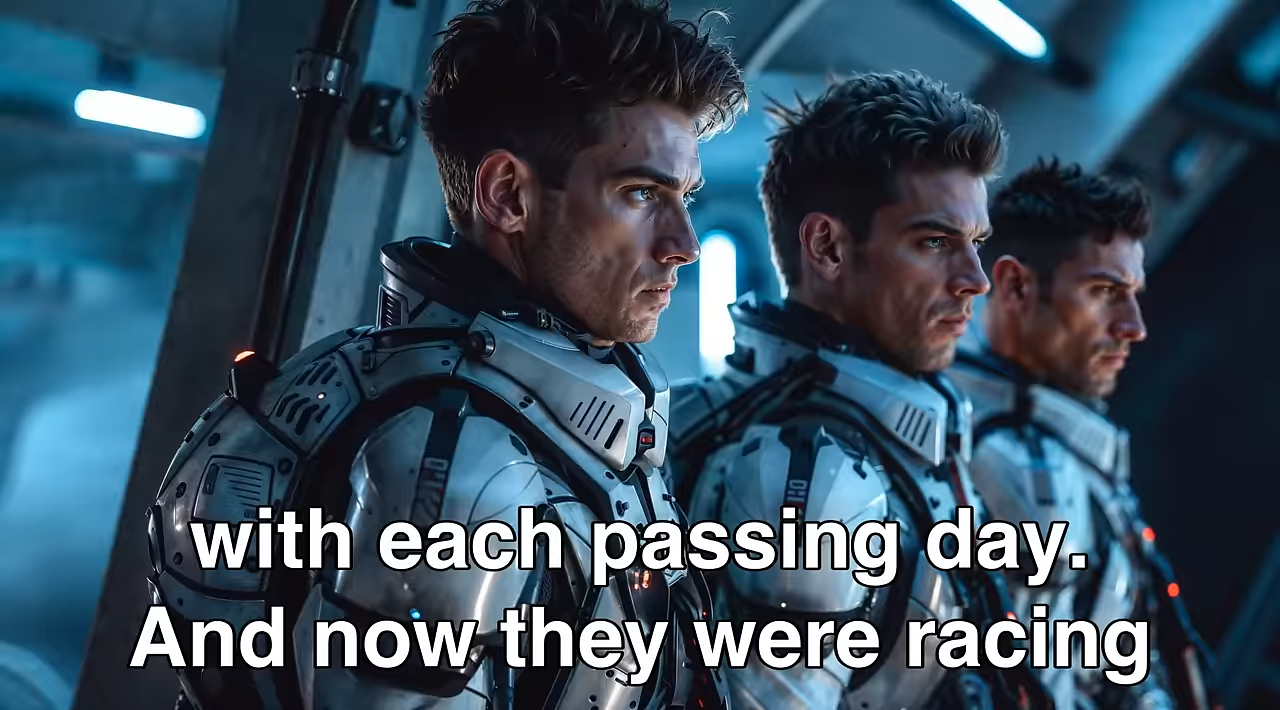 with each passing day.
And now they were racing